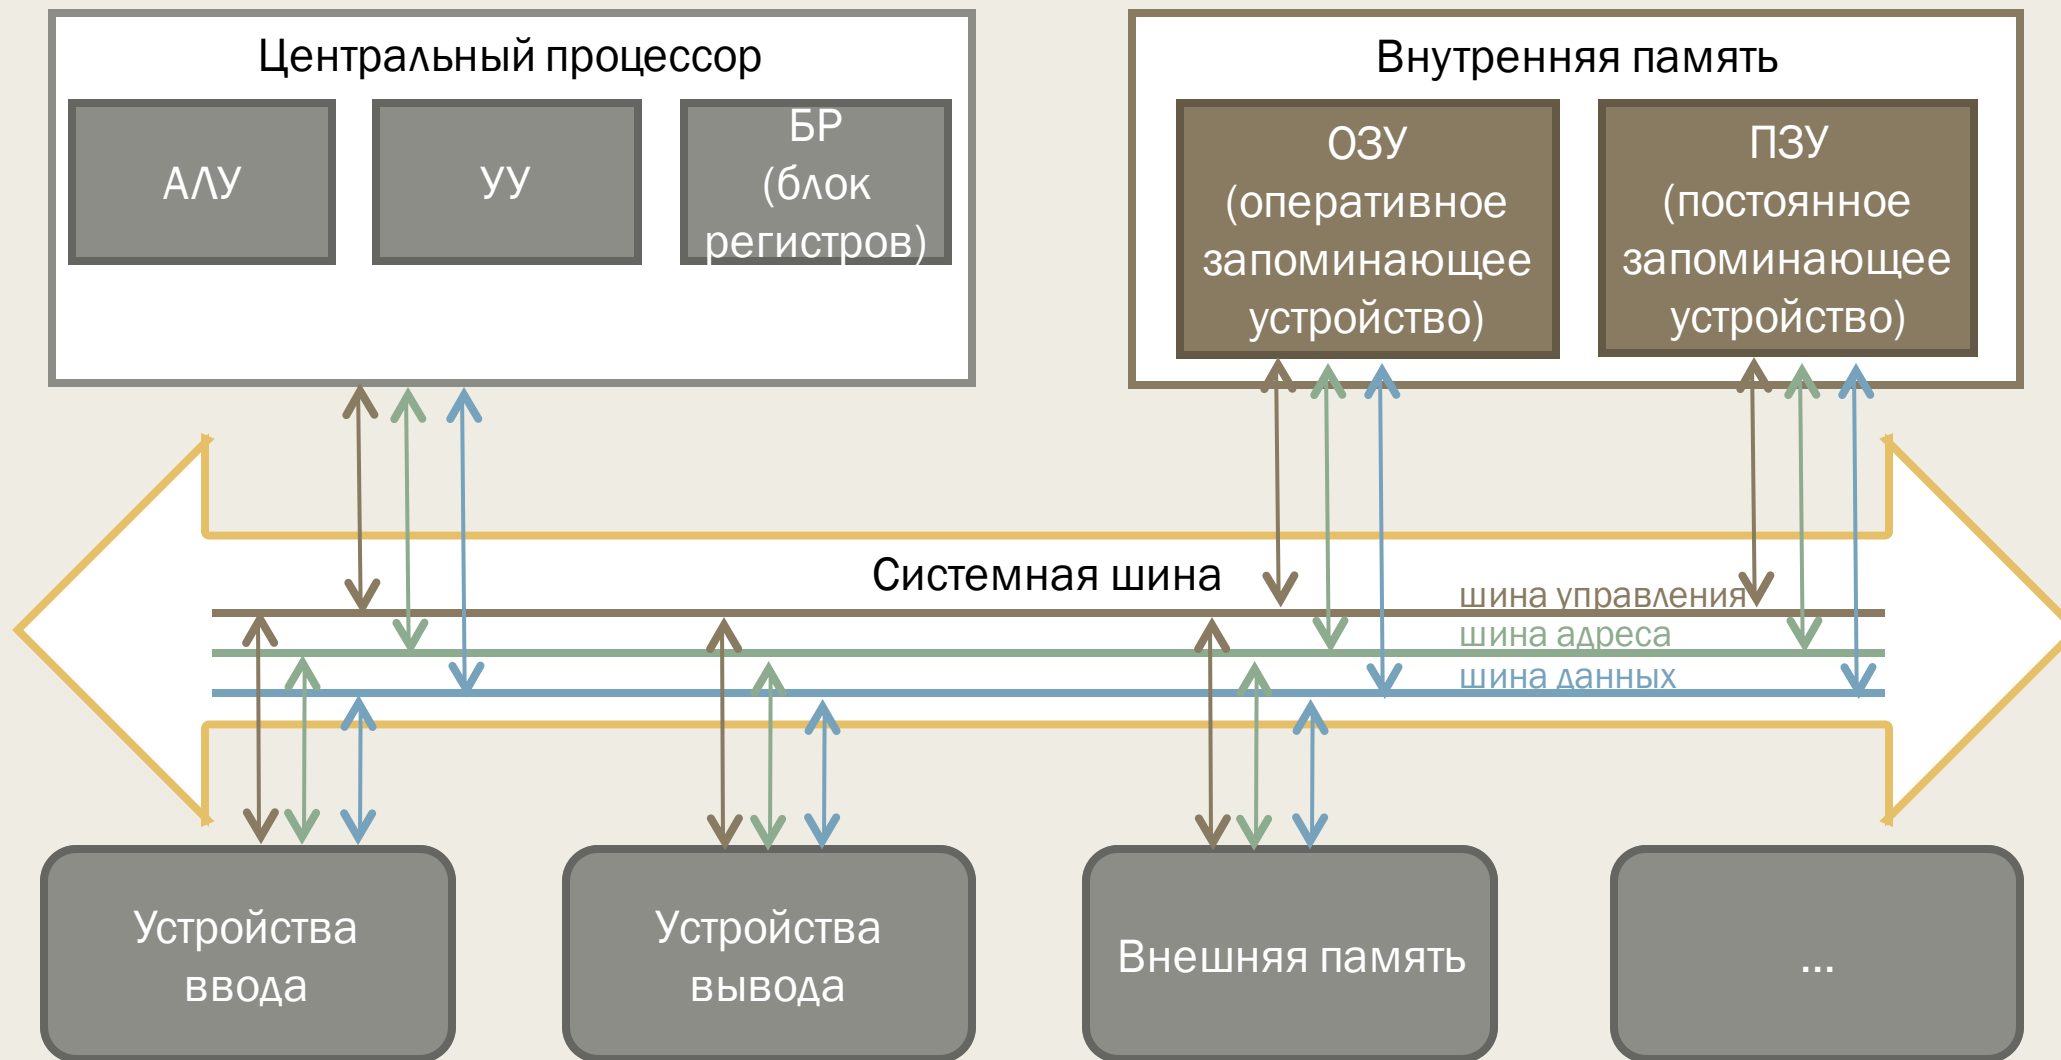 Центральный процессор
АЛУ
УУ
БР
(блок
регистров)
Внутренняя память
ОЗУ
(оперативное
запоминающее
устройство)
ПЗУ
(постоянное
запоминающее
устройство)
Системная шина
шина управления
шина адреса
шина данных
Устройства
ввода
Устройства
вывода
Внешняя память
...